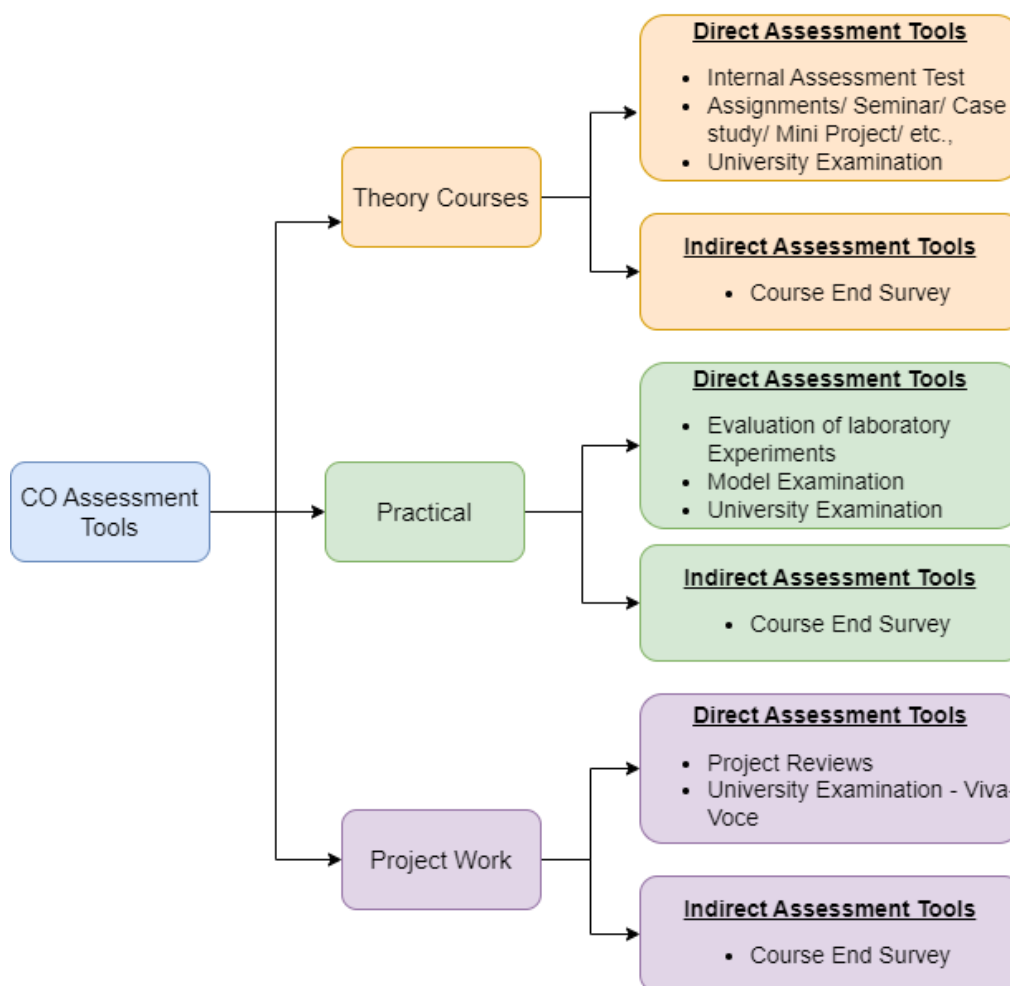 Direct Assessment Tools
• Internal Assessment Test
• Assignments/ Seminar/ Case
study/ Mini Project/ etc.,
• University Examination
Theory Courses
Indirect Assessment Tools
• Course End Survey
Direct Assessment Tools
• Evaluation of laboratory
Experiments
• Model Examination
• University Examination
CO Assessment
Tools
Practical
Indirect Assessment Tools
• Course End Survey
Direct Assessment Tools
• Project Reviews
• University Examination - Viva-
Voce
Project Work
Indirect Assessment Tools
• Course End Survey